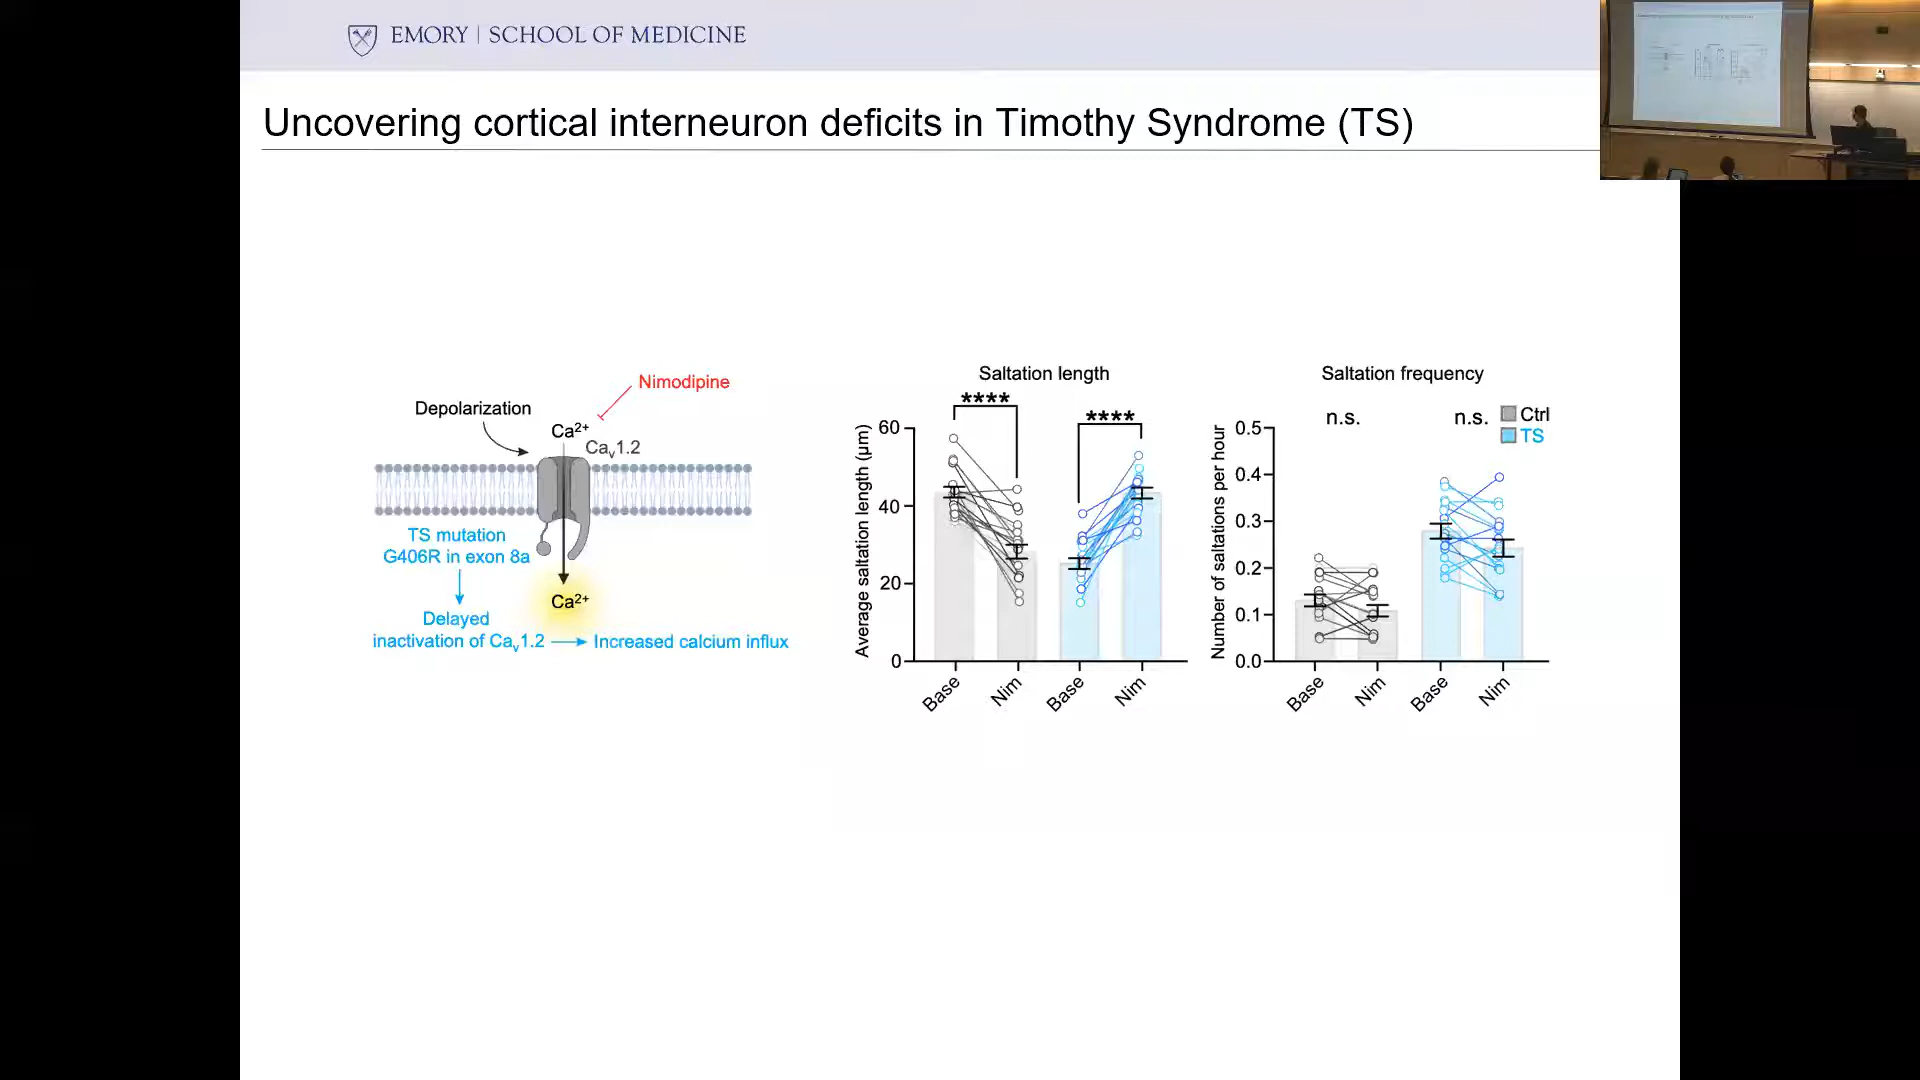 EMORY | SCHOOL OF MEDICINE
Uncovering cortical interneuron deficits in Timothy Syndrome (TS)
Nimodipine
Depolarization
Ca2+
Cav1.2
TS mutation
G406R in exon 8a
Ca2+
Delayed
inactivation of Cav1.2
Increased calcium influx
Saltation length
****
****
Average saltation length (µm)
60
40
20
0
Base
Nim
Base
Nim
Saltation frequency
n.s.
n.s.
Ctrl
TS
Number of saltations per hour
0.5
0.4
0.3
0.2
0.1
0.0
Base
Nim
Base
Nim